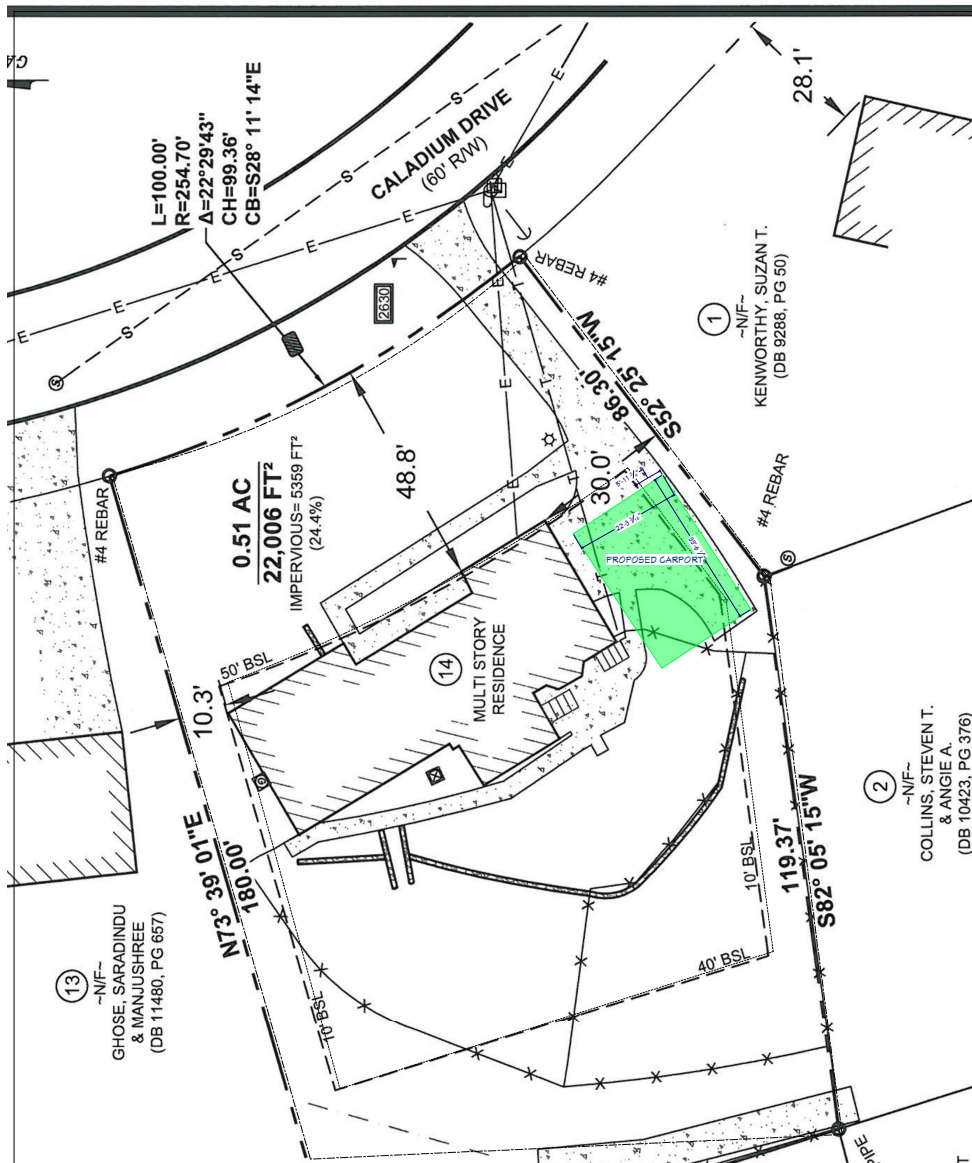 L=100.00'
R=254.70'
Δ=22°29'43"
CH=99.36'
CB=S28° 11' 14"E
CALADIUM DRIVE
(60' R/W)
28.1'
2630
#4 REBAR
#4 REBAR
#4 REBAR
S52° 25' 15"W
86.30'
1
~N/F~
KENWORTHY, SUZAN T.
(DB 9288, PG 50)
0.51 AC
22,006 FT²
IMPERVIOUS= 5359 FT²
(24.4%)
48.8'
30.0'
PROPOSED CARPORT
50' BSL
10.3'
14
MULTI STORY
RESIDENCE
N73° 39' 01"E
180.00'
10' BSL
10' BSL
40' BSL
119.37'
S82° 05' 15"W
2
~N/F~
COLLINS, STEVEN T.
& ANGIE A.
(DB 10423, PG 376)
13
~N/F~
GHOSE, SARADINDU
& MANJUSHREE
(DB 11480, PG 657)
E
E
E
E
E
E
E
E
E
S
S
S
S
S
S
T
T
T
T